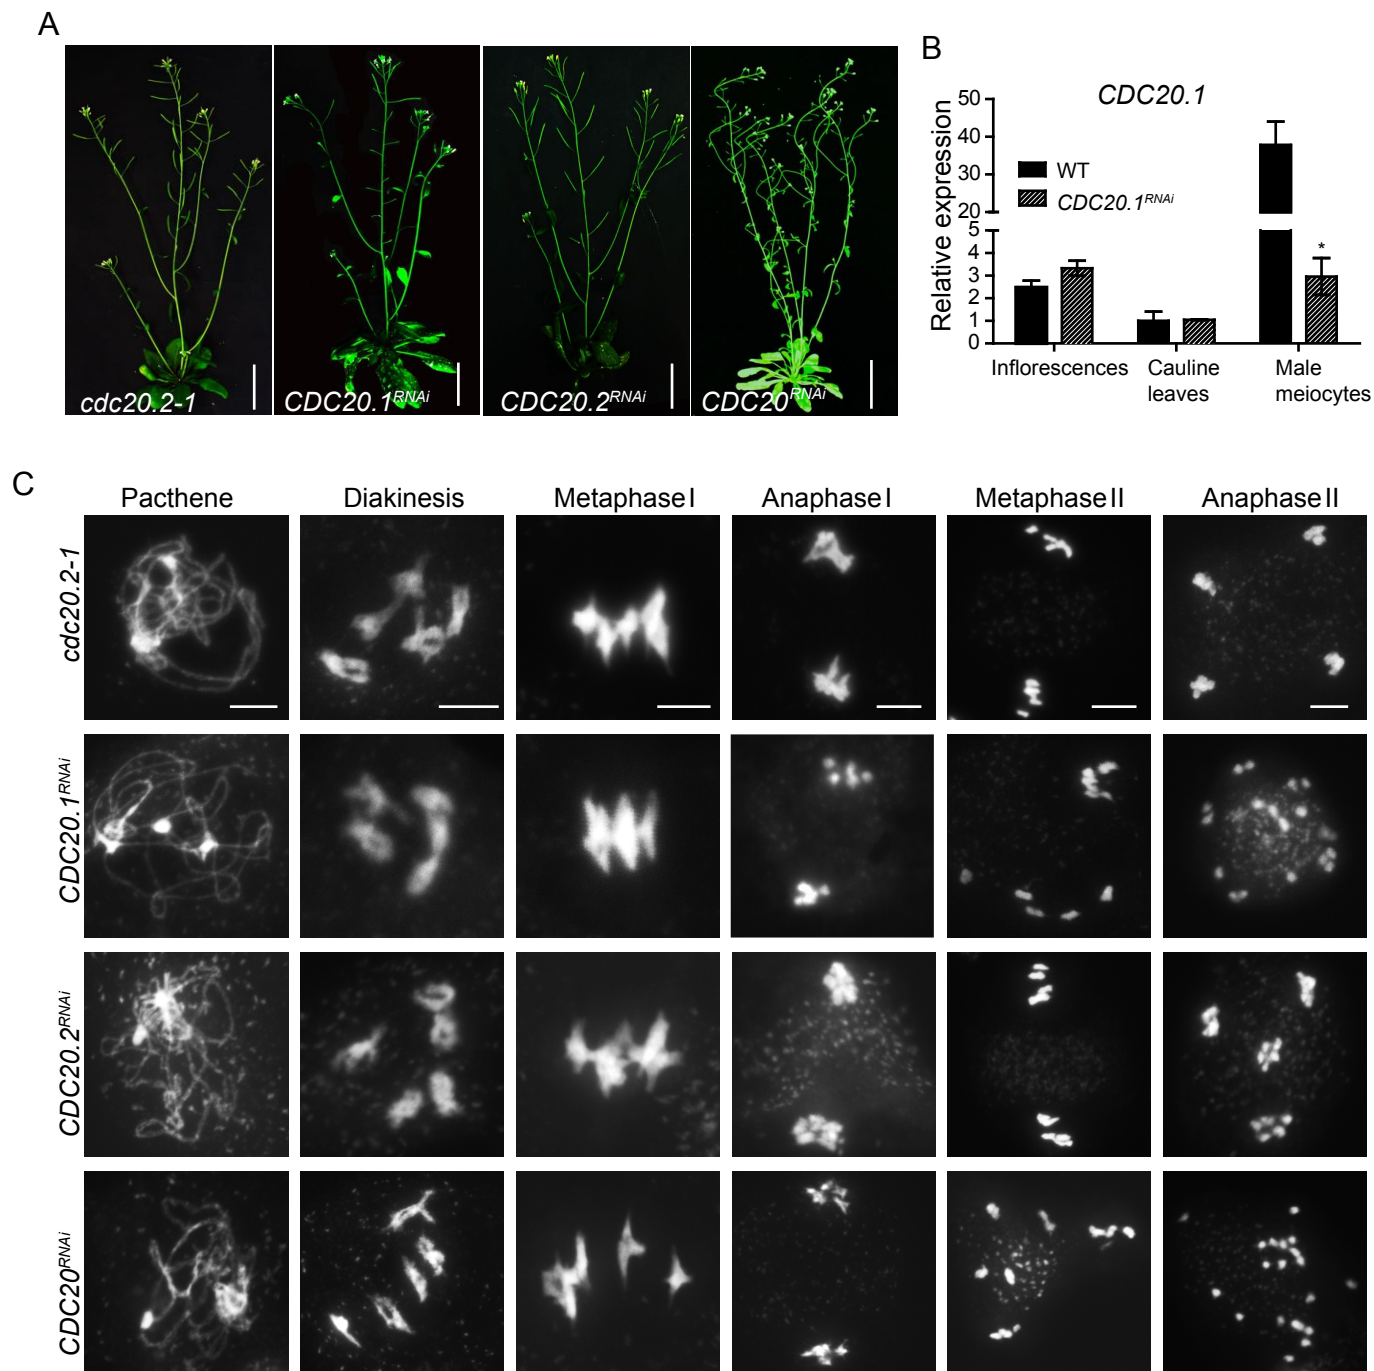 A
cdc20.2-1
CDC20.1RNAi
CDC20.2RNAi
CDC20RNAi
B
CDC20.1
Relative expression
50
40
30
20
5
4
3
2
1
0
WT
CDC20.1RNAi
*
Inflorescences
Cauline
leaves
Male
meiocytes
C
Pacthene
Diakinesis
Metaphase I
Anaphase I
Metaphase II
Anaphase II
cdc20.2-1
CDC20.1RNAi
CDC20.2RNAi
CDC20RNAi